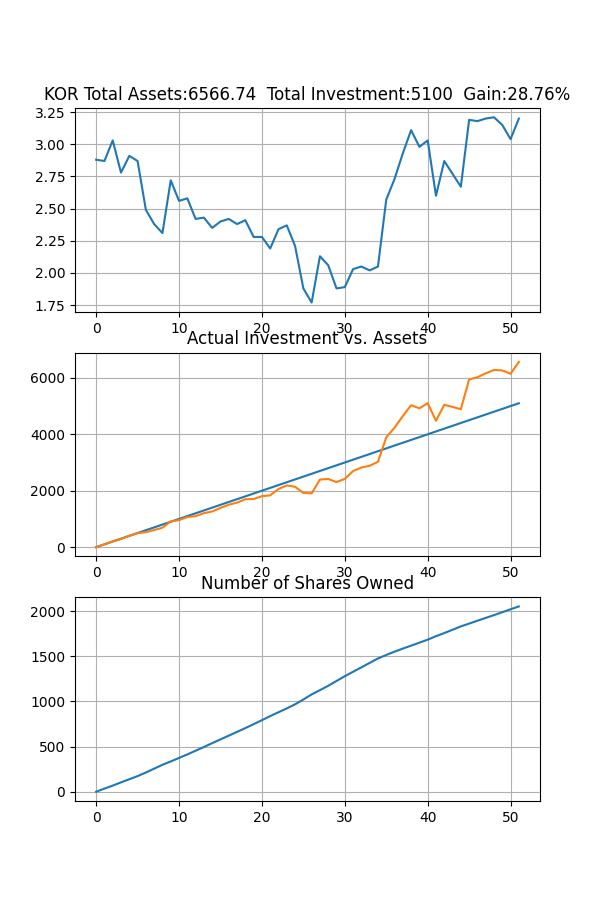 KOR Total Assets:6566.74  Total Investment:5100  Gain:28.76%
3.25
3.00
2.75
2.50
2.25
2.00
1.75
0 10 20 30 40 50
Actual Investment vs. Assets
6000
4000
2000
0
0 10 20 30 40 50
Number of Shares Owned
2000
1500
1000
500
0
0 10 20 30 40 50